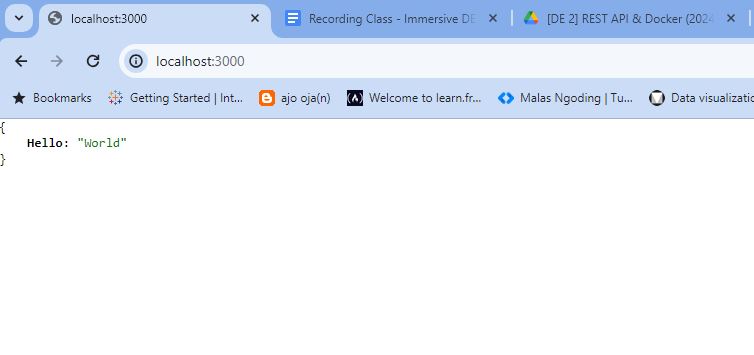 localhost:3000
Recording Class - Immersive DE
[DE 2] REST API & Docker (2024
localhost:3000
Bookmarks
Getting Started | Int...
ajo oja(n)
Welcome to learn.fr...
Malas Ngoding | Tu...
Data visualizatio
{
Hello: "World"
}